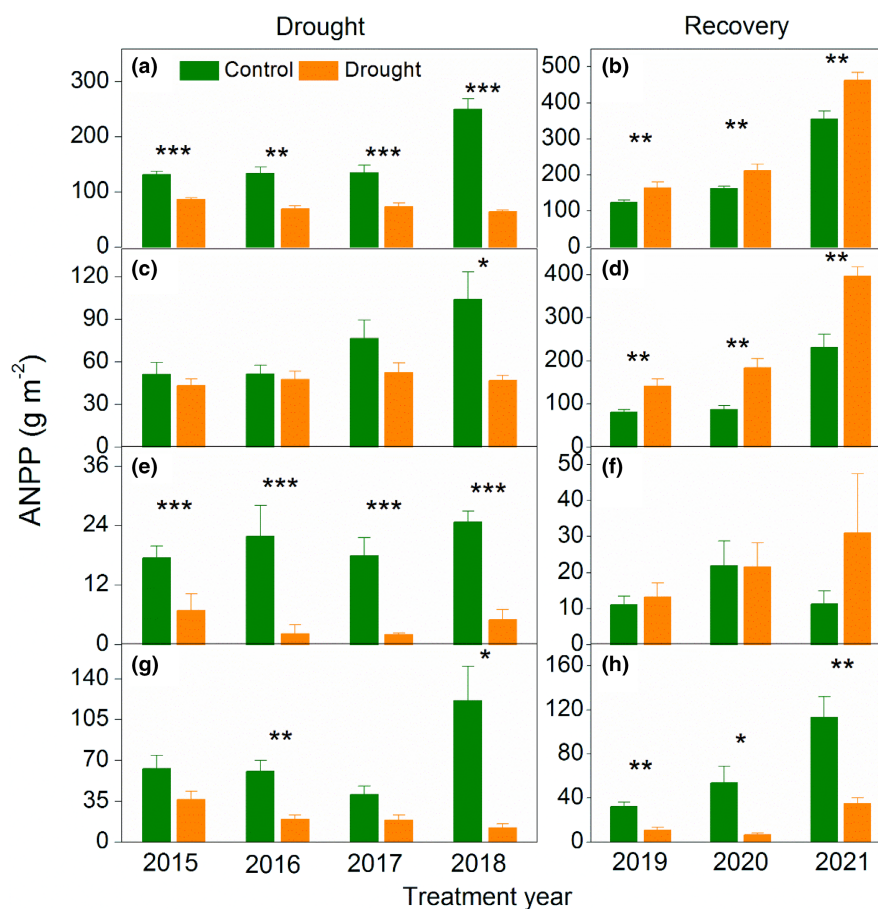 Drought Recovery
(a) Control Drought (b)
300 *** ** *** *** 500 ** ** **
200 400
100 300
0 200
100
0
(c) (d)
120 * 400 ** ** **
90 300
60 200
30 100
0 0
(e) (f)
36 *** *** *** *** 50
24 40
12 30
0 20
10
0
(g) (h)
140 ** * 160 ** * **
105 120
70 80
35 40
0 0
ANPP (g m-2)
2015 2016 2017 2018 2019 2020 2021
Treatment year